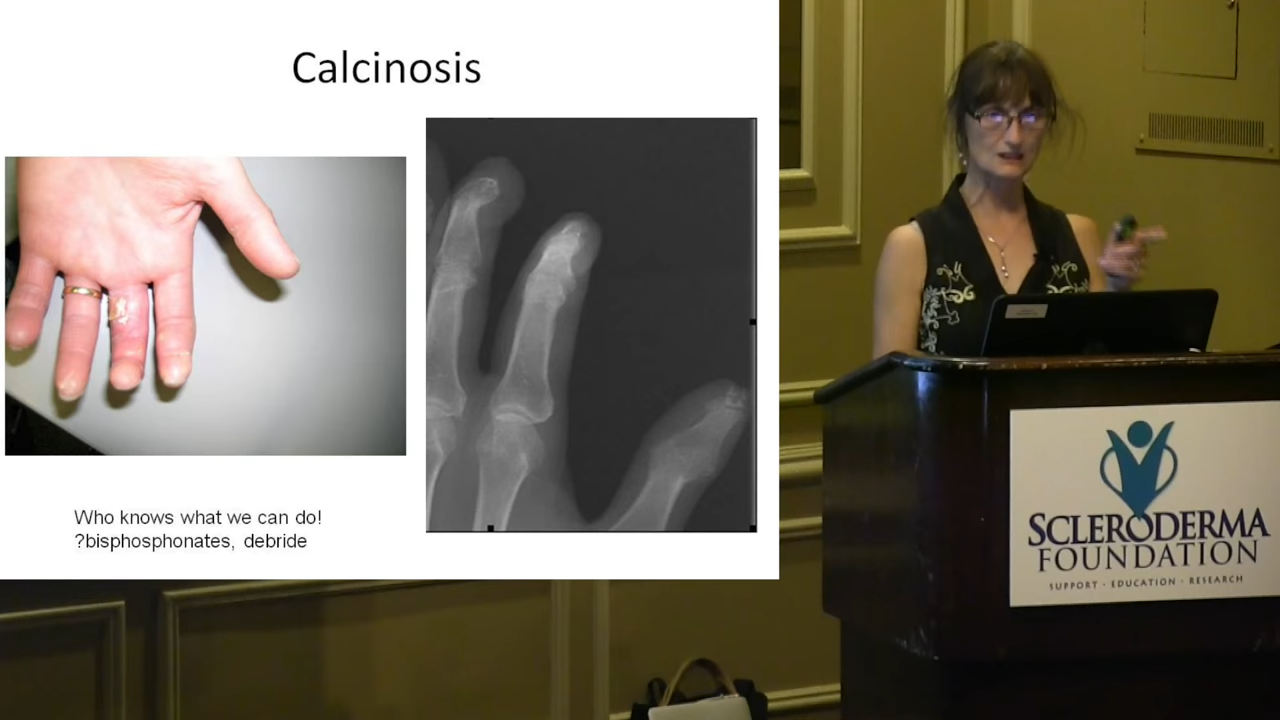 Calcinosis
Who knows what we can do!
?bisphosphonates, debride
SCLERODERMA
FOUNDATION
SUPPORT · EDUCATION · RESEARCH